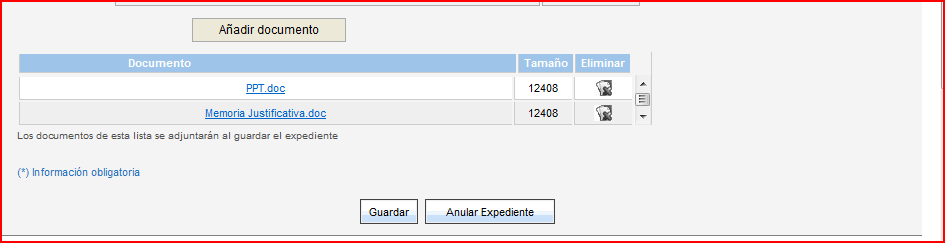 Añadir documento
Documento Tamaño Eliminar
PPT.doc 12408
Memoria Justificativa.doc 12408
Los documentos de esta lista se adjuntarán al guardar el expediente
(*) Información obligatoria
Guardar Anular Expediente